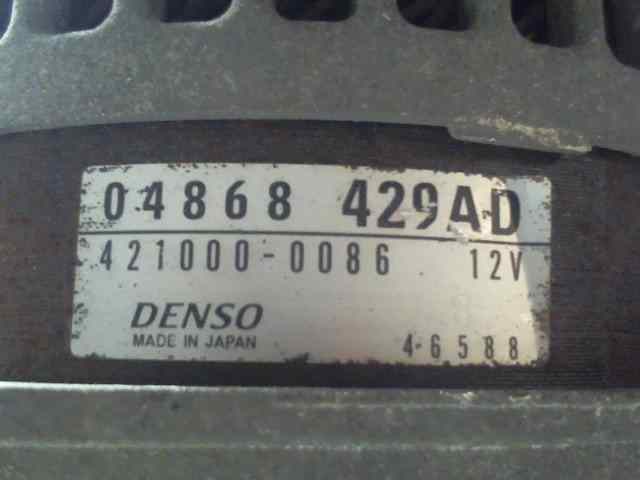 04868 429AD
421000-0086 12V
DENSO
MADE IN JAPAN
4-6588